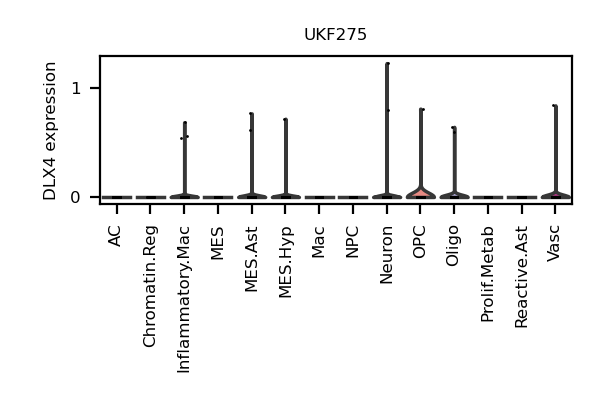 UKF275
DLX4 expression
1
0
AC
Chromatin.Reg
Inflammatory.Mac
MES
MES.Ast
MES.Hyp
Mac
NPC
Neuron
OPC
Oligo
Prolif.Metab
Reactive.Ast
Vasc